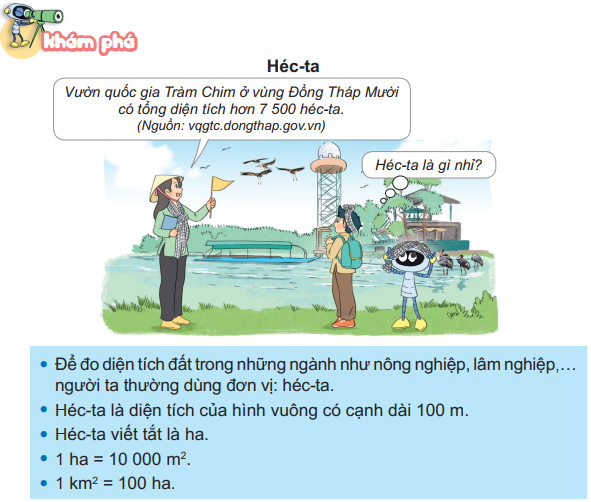 khám phá
Héc-ta
Vườn quốc gia Tràm Chim ở vùng Đồng Tháp Mười
có tổng diện tích hơn 7 500 héc-ta.
(Nguồn: vqgtc.dongthap.gov.vn)
Héc-ta là gì nhỉ?
• Để đo diện tích đất trong những ngành như nông nghiệp, lâm nghiệp,...
người ta thường dùng đơn vị: héc-ta.
• Héc-ta là diện tích của hình vuông có cạnh dài 100 m.
• Héc-ta viết tắt là ha.
• 1 ha = 10 000 m².
• 1 km² = 100 ha.